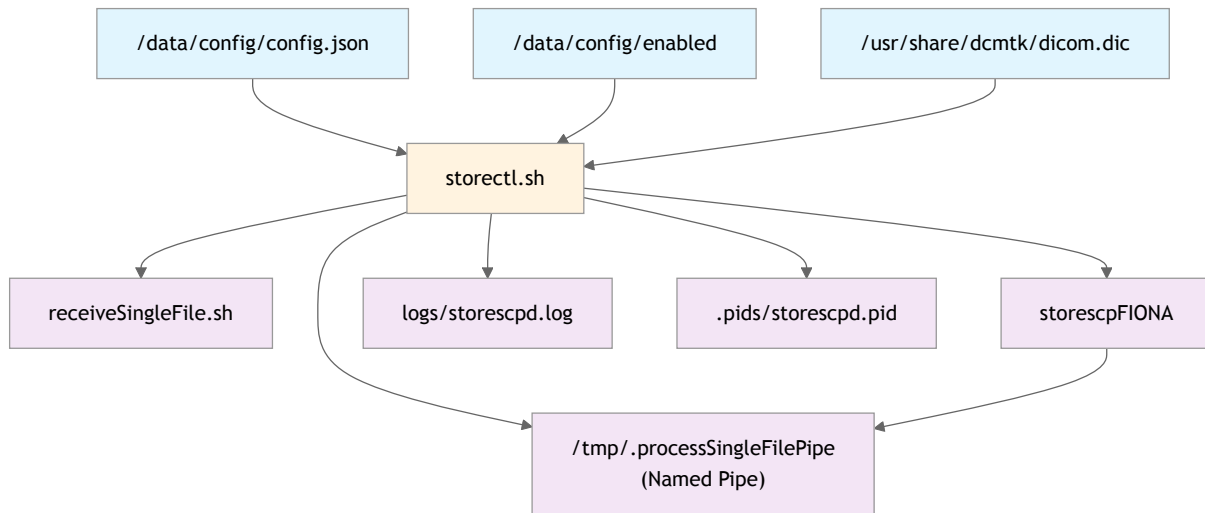 /data/config/config.json
/data/config/enabled
/usr/share/dcmtk/dicom.dic
storectl.sh
receiveSingleFile.sh
logs/storescpd.log
.pids/storescpd.pid
storescpFIONA
/tmp/.processSingleFilePipe
(Named Pipe)